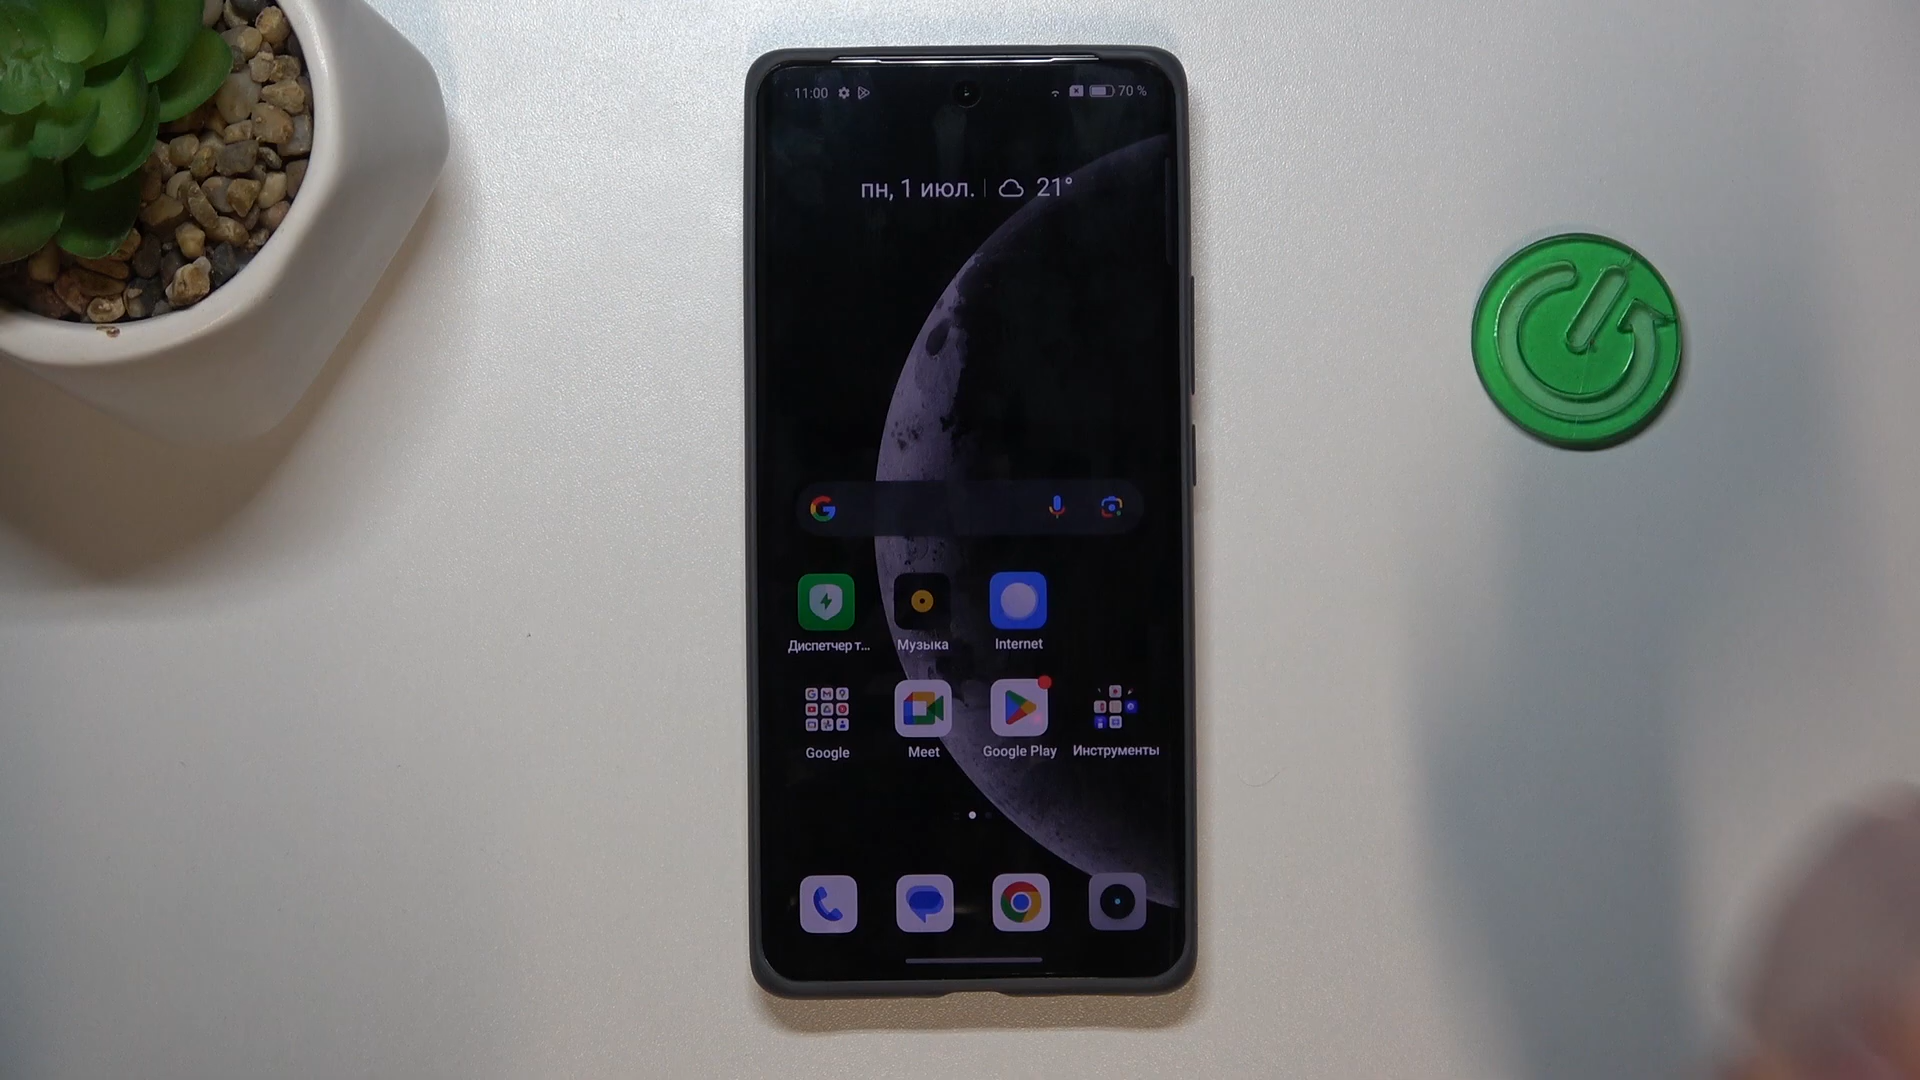 11:00
70 %
пн, 1 июл. 21°
Диспетчер т... Музыка Internet
Google Meet Google Play Инструменты